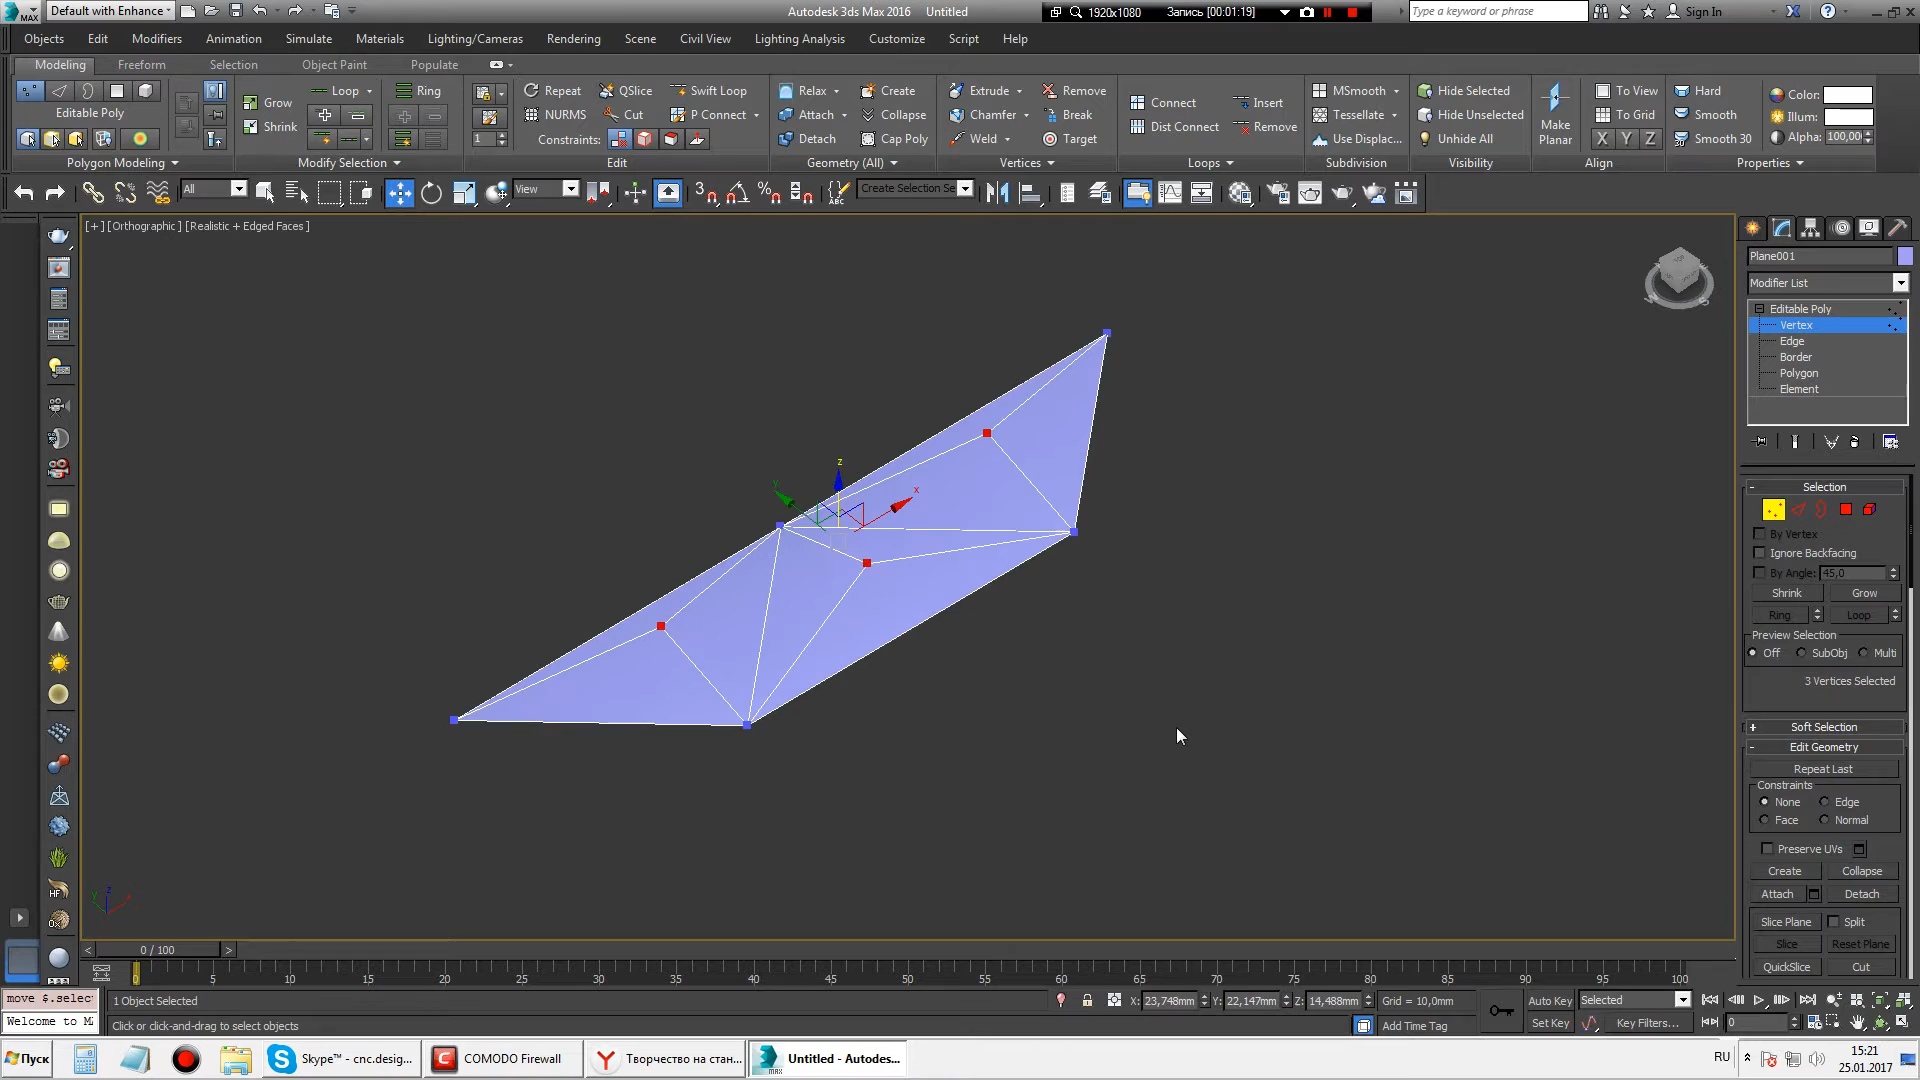 Default with Enhance
Autodesk 3ds Max 2016 Untitled
1920x1080 Запись [00:01:19]
Type a keyword or phrase
Sign In
MAX
Objects Edit Modifiers Animation Simulate Materials Lighting/Cameras Rendering Scene Civil View Lighting Analysis Customize Script Help
Modeling Freeform Selection Object Paint Populate
Editable Poly
Polygon Modeling
Grow
Shrink
Loop Ring
Modify Selection
1
Repeat QSlice Swift Loop
NURMS Cut P Connect
Constraints:
Edit
Relax Create
Attach Collapse
Detach Cap Poly
Geometry (All)
Extrude Remove
Chamfer Break
Weld Target
Vertices
Connect Insert
Dist Connect Remove
Loops
MSmooth
Tessellate
Use Displac...
Subdivision
Hide Selected
Hide Unselected
Unhide All
Visibility
Make
Planar
To View
To Grid
X Y Z
Align
Hard
Smooth
Smooth 30
Color:
Illum:
Alpha: 100,00
Properties
All
View
Create Selection Se
[+] [Orthographic] [Realistic + Edged Faces]
Plane001
Modifier List
Editable Poly
Vertex
Edge
Border
Polygon
Element
Selection
By Vertex
Ignore Backfacing
By Angle: 45,0
Shrink Grow
Ring Loop
Preview Selection
Off SubObj Multi
3 Vertices Selected
Soft Selection
Edit Geometry
Repeat Last
Constraints
None Edge
Face Normal
Preserve UVs
Create Collapse
Attach Detach
Slice Plane Split
Slice Reset Plane
QuickSlice Cut
z
y
x
< 0 / 100 >
0 5 10 15 20 25 30 35 40 45 50 55 60 65 70 75 80 85 90 95 100
move $.selec
Welcome to M
1 Object Selected
Click or click-and-drag to select objects
X: 23,748mm Y: 22,147mm Z: 14,488mm Grid = 10,0mm
Add Time Tag
Auto Key Selected
Set Key Key Filters...
0
Пуск
Skype™ - cnc.desig...
COMODO Firewall
Творчество на стан...
Untitled - Autodes...
RU
15:21
25.01.2017